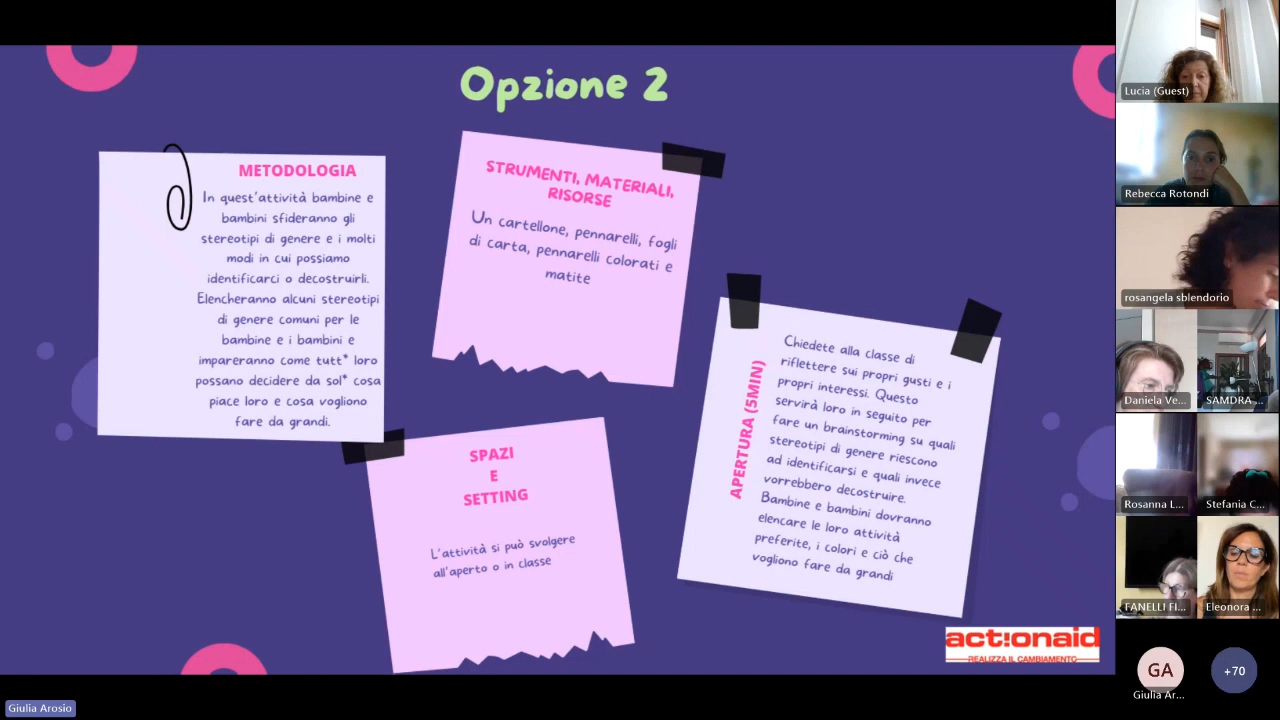 Opzione 2
METODOLOGIA
In quest'attività bambine e
bambini sfideranno gli
stereotipi di genere e i molti
modi in cui possiamo
identificarci o decostruirli.
Elencheranno alcuni stereotipi
di genere comuni per le
bambine e i bambini e
impareranno come tutt* loro
possano decidere da sol* cosa
piace loro e cosa vogliono
fare da grandi.
STRUMENTI, MATERIALI,
RISORSE
Un cartellone, pennarelli, fogli
di carta, pennarelli colorati e
matite
SPAZI
E
SETTING
L'attività si può svolgere
all'aperto o in classe
APERTURA (5MIN)
Chiedete alla classe di
riflettere sui propri gusti e i
propri interessi. Questo
servirà loro in seguito per
fare un brainstorming su quali
stereotipi di genere riescono
ad identificarsi e quali invece
vorrebbero decostruire.
Bambine e bambini dovranno
elencare le loro attività
preferite, i colori e ciò che
vogliono fare da grandi
act:onaid
REALIZZA IL CAMBIAMENTO
Giulia Arosio
Lucia (Guest)
Rebecca Rotondi
rosangela sblendorio
Daniela Ve...
SAMDRA ...
Rosanna L...
Stefania C...
FANELLI FI...
Eleonora ...
GA
Giulia Ar...
+70